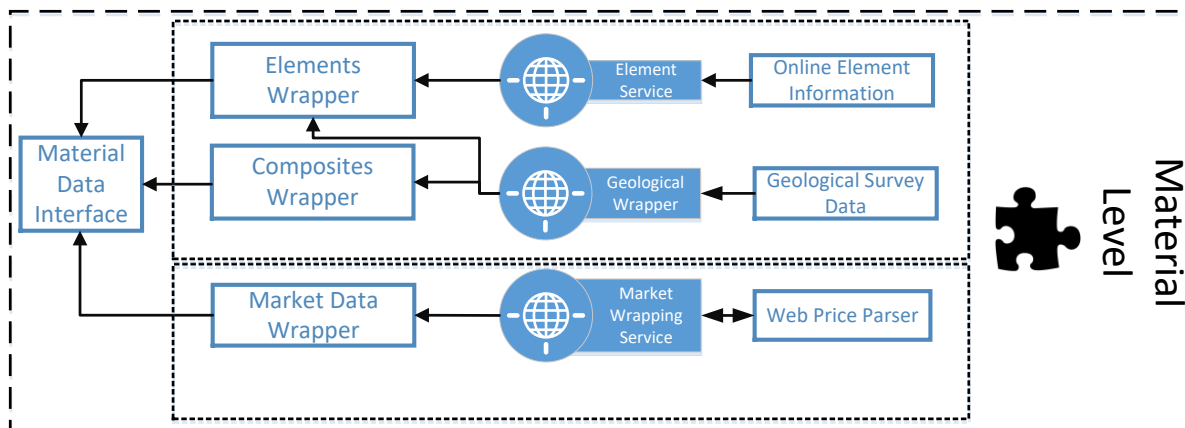 Elements
Wrapper
Element
Service
Online Element
Information
Material
Data
Interface
Composites
Wrapper
Geological
Wrapper
Geological Survey
Data
Market Data
Wrapper
Market
Wrapping
Service
Web Price Parser
Material
Level